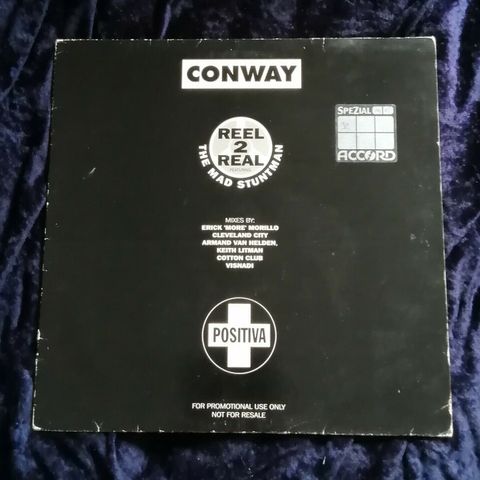 CONWAY
SPEZIAL
ACCORD
REEL
2
REAL
FEATURING
THE MAD STUNTMAN
MIXES BY:
ERICK 'MORE' MORILLO
CLEVELAND CITY
ARMAND VAN HELDEN,
KEITH LITMAN
COTTON CLUB
VISNADI
POSITIVA
FOR PROMOTIONAL USE ONLY
NOT FOR RESALE